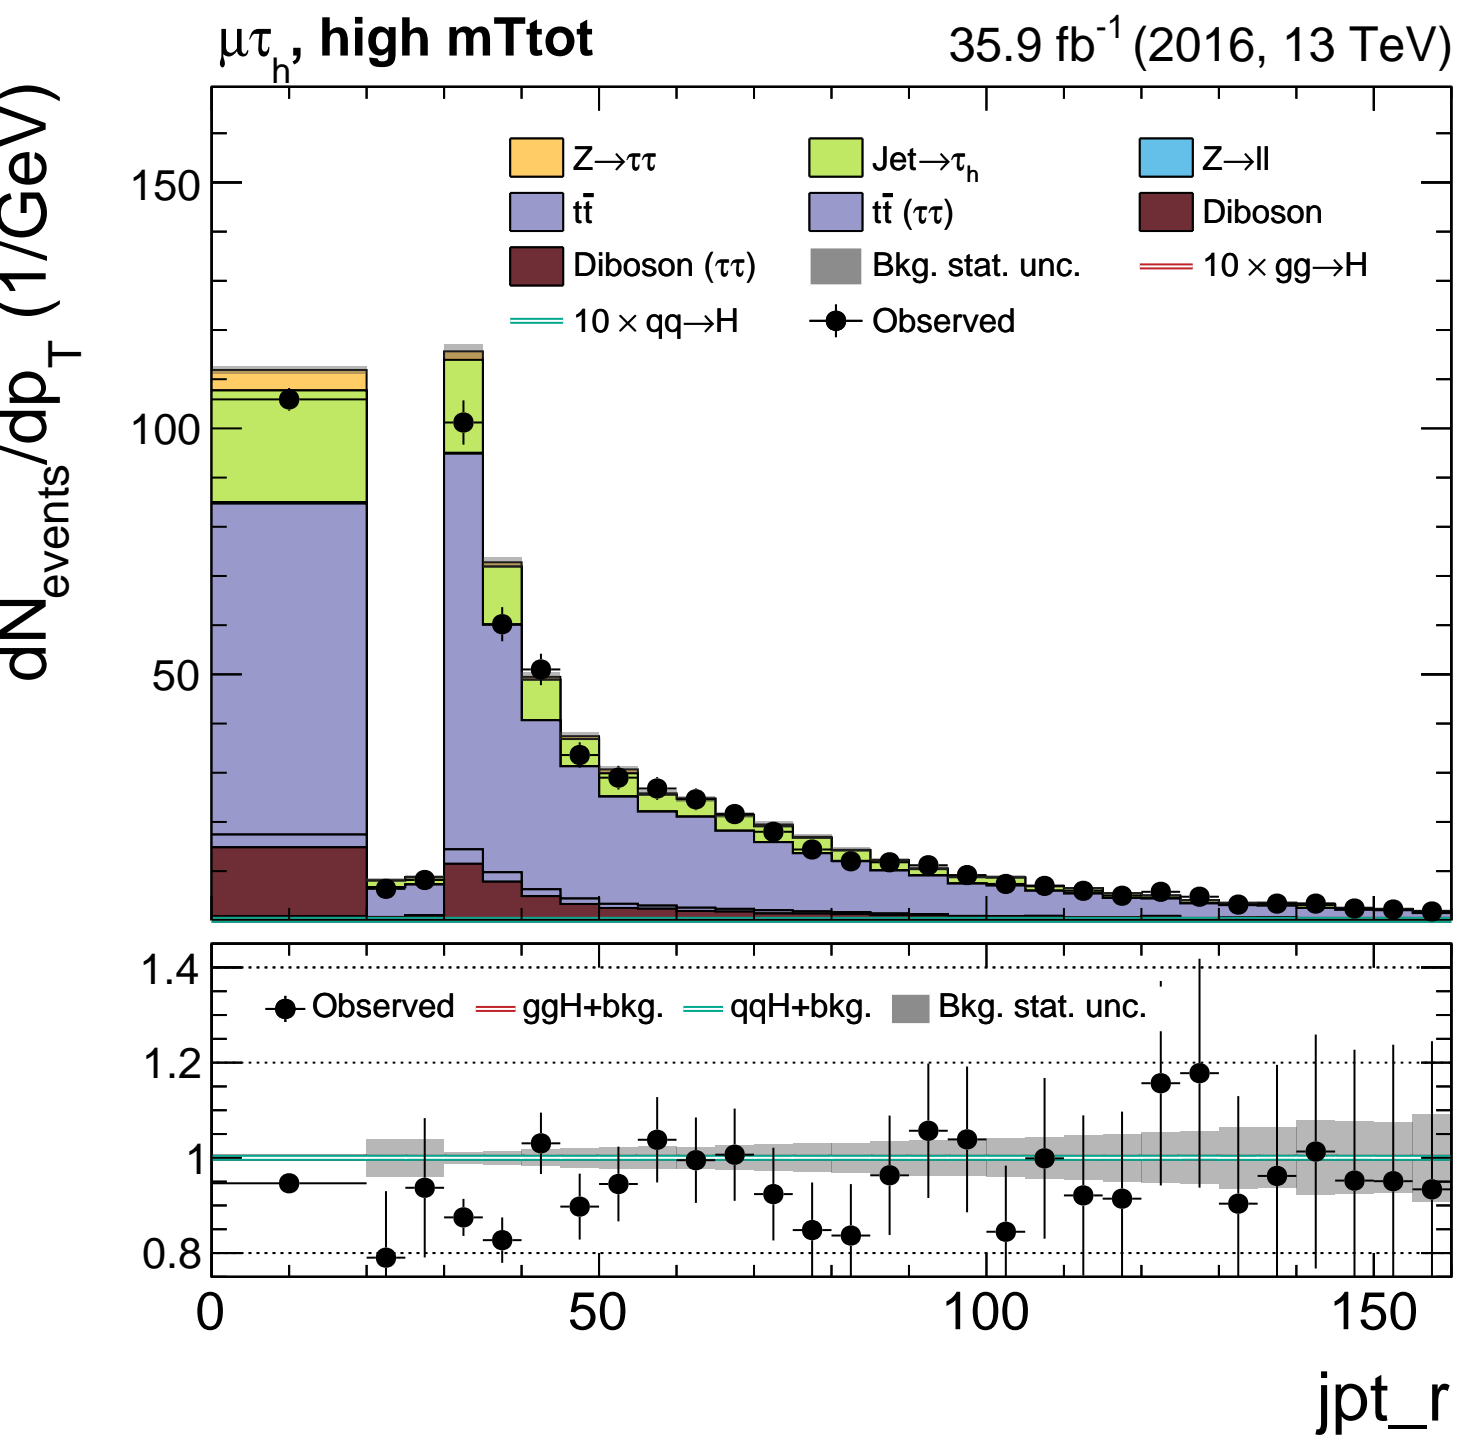 μτh, high mTtot
35.9 fb-1 (2016, 13 TeV)
dNevents/dpT (1/GeV)
Z→ττ Jet→τh Z→ll
tt̄ tt̄ (ττ) Diboson
Diboson (ττ) Bkg. stat. unc. 10 × gg→H
10 × qq→H Observed
150
100
50
1.4
Observed ggH+bkg. qqH+bkg. Bkg. stat. unc.
1.2
1
0.8
0 50 100 150
jpt_r